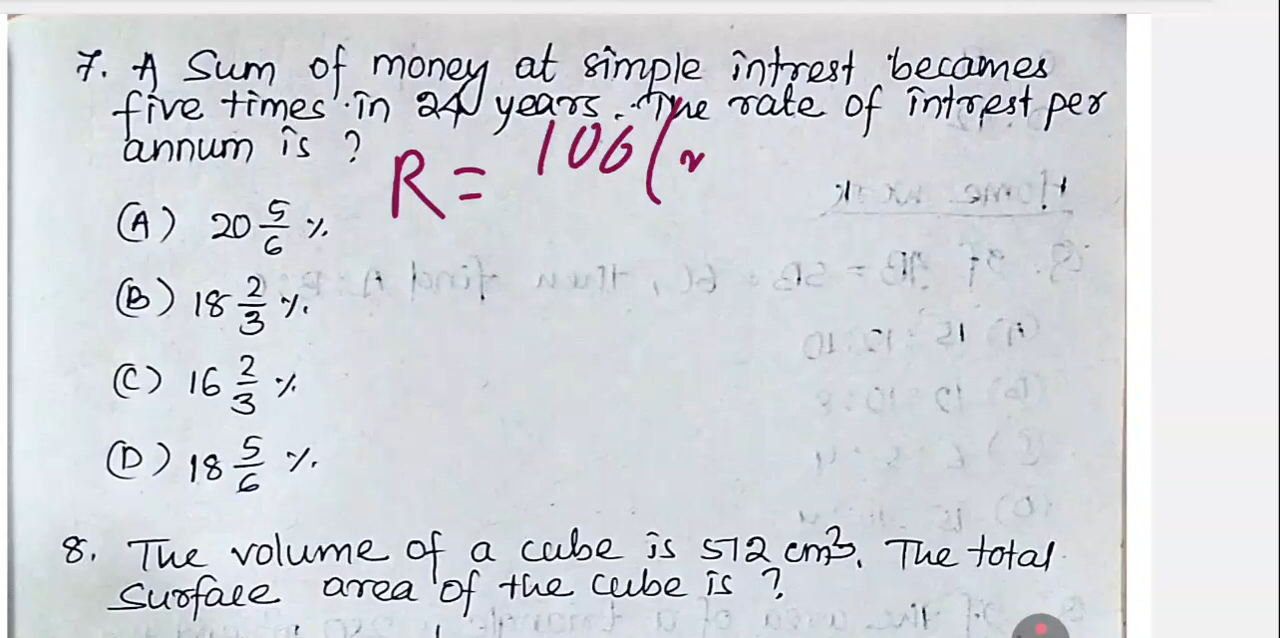 7. A Sum of money at simple intrest becames
five times in 24 years. The rate of intrest per
annum is ?
R = 100 (n
(A) 20 5/6 %
(B) 18 2/3 %
(C) 16 2/3 %
(D) 18 5/6 %
8. The volume of a cube is 512 cm³. The total
Surface area of the cube is ?